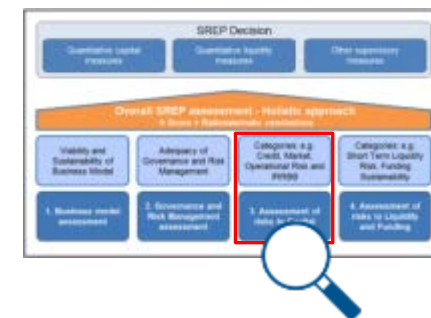 SREP Decision
Quantitative capital
measures
Quantitative liquidity
measures
Other supervisory
measures
Overall SREP assessment - Holistic approach
Viability and
Sustainability of
Business Model
Adequacy of
Governance and Risk
Management
Categories: e.g.
Credit, Market,
Operational Risk and
IRRBB
Categories: e.g.
Short Term Liquidity
Risk, Funding
Sustainability
1. Business model
assessment
2. Governance and
Risk Management
assessment
3. Assessment of
risks to Capital
4. Assessment of
risks to Liquidity
and Funding